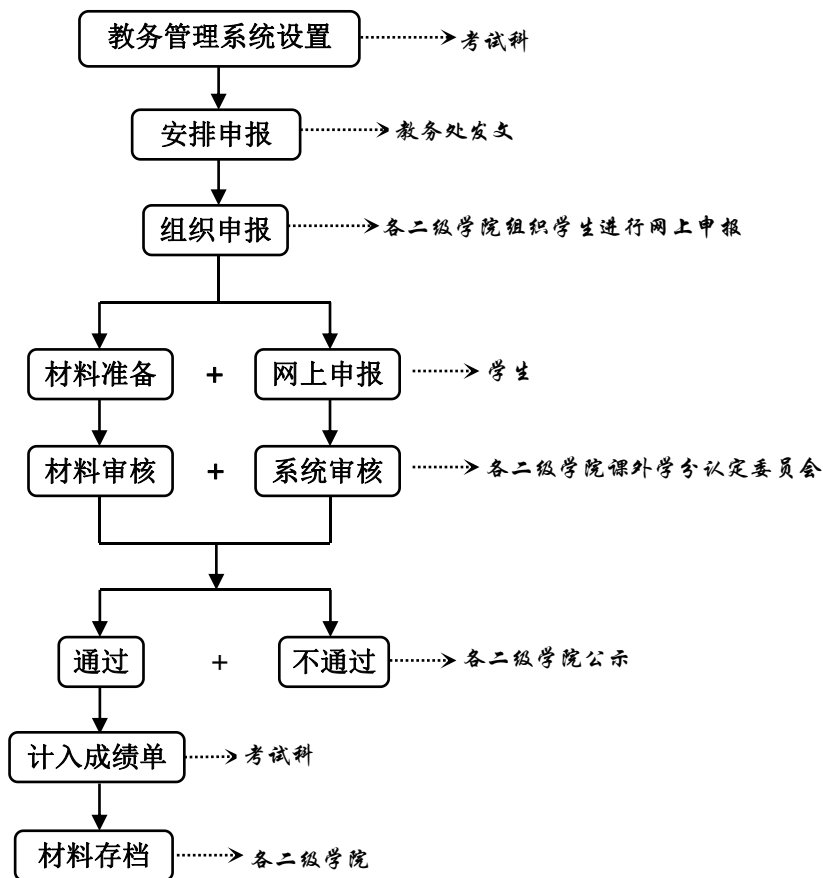 教务管理系统设置 考试科
安排申报 教务处发文
组织申报 各二级学院组织学生进行网上申报
材料准备 + 网上申报 学生
材料审核 + 系统审核 各二级学院课外学分认定委员会
通过 + 不通过 各二级学院公示
计入成绩单 考试科
材料存档 各二级学院